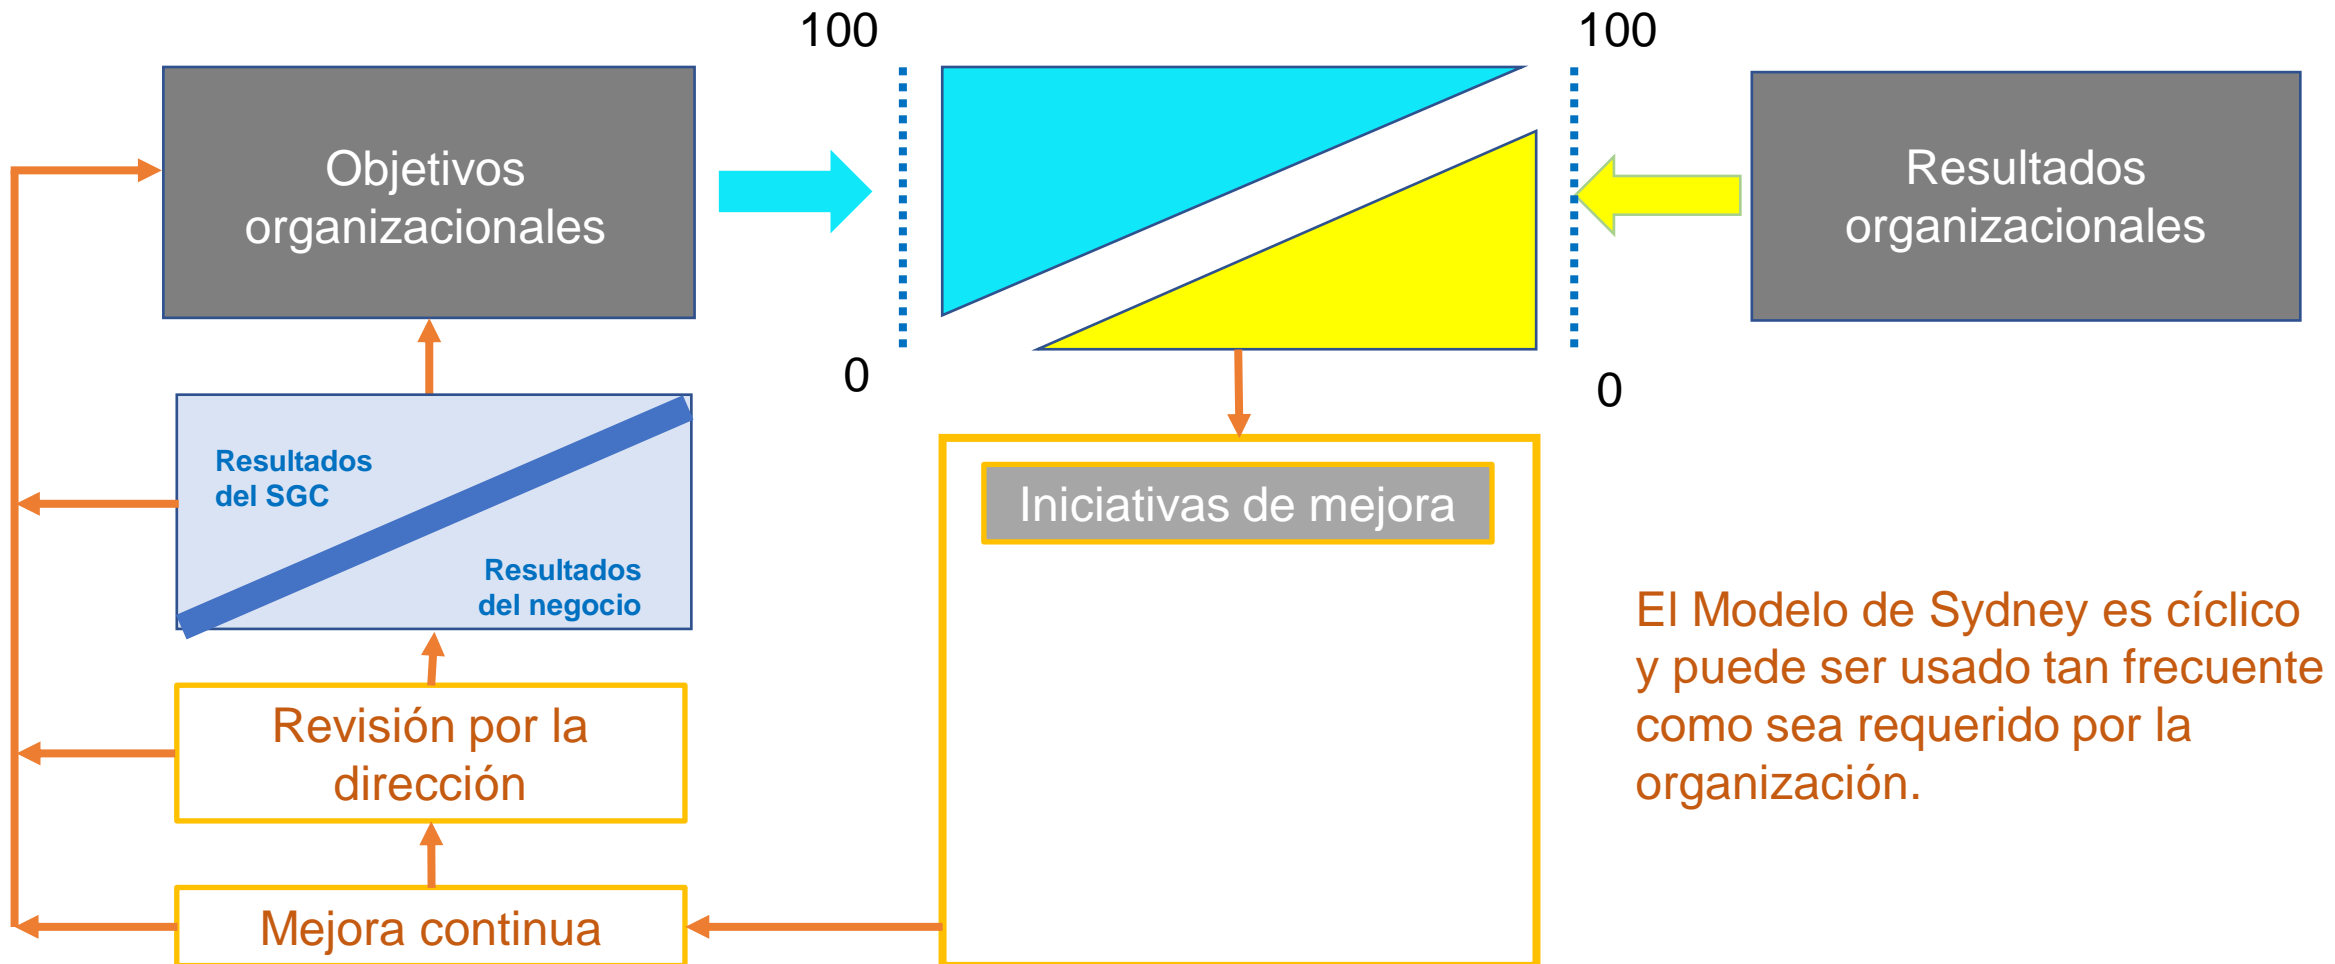 100
100
Objetivos
organizacionales
Resultados
organizacionales
0
0
Resultados
del SGC
Resultados
del negocio
Iniciativas de mejora
Revisión por la
dirección
Mejora continua
El Modelo de Sydney es cíclico
y puede ser usado tan frecuente
como sea requerido por la
organización.